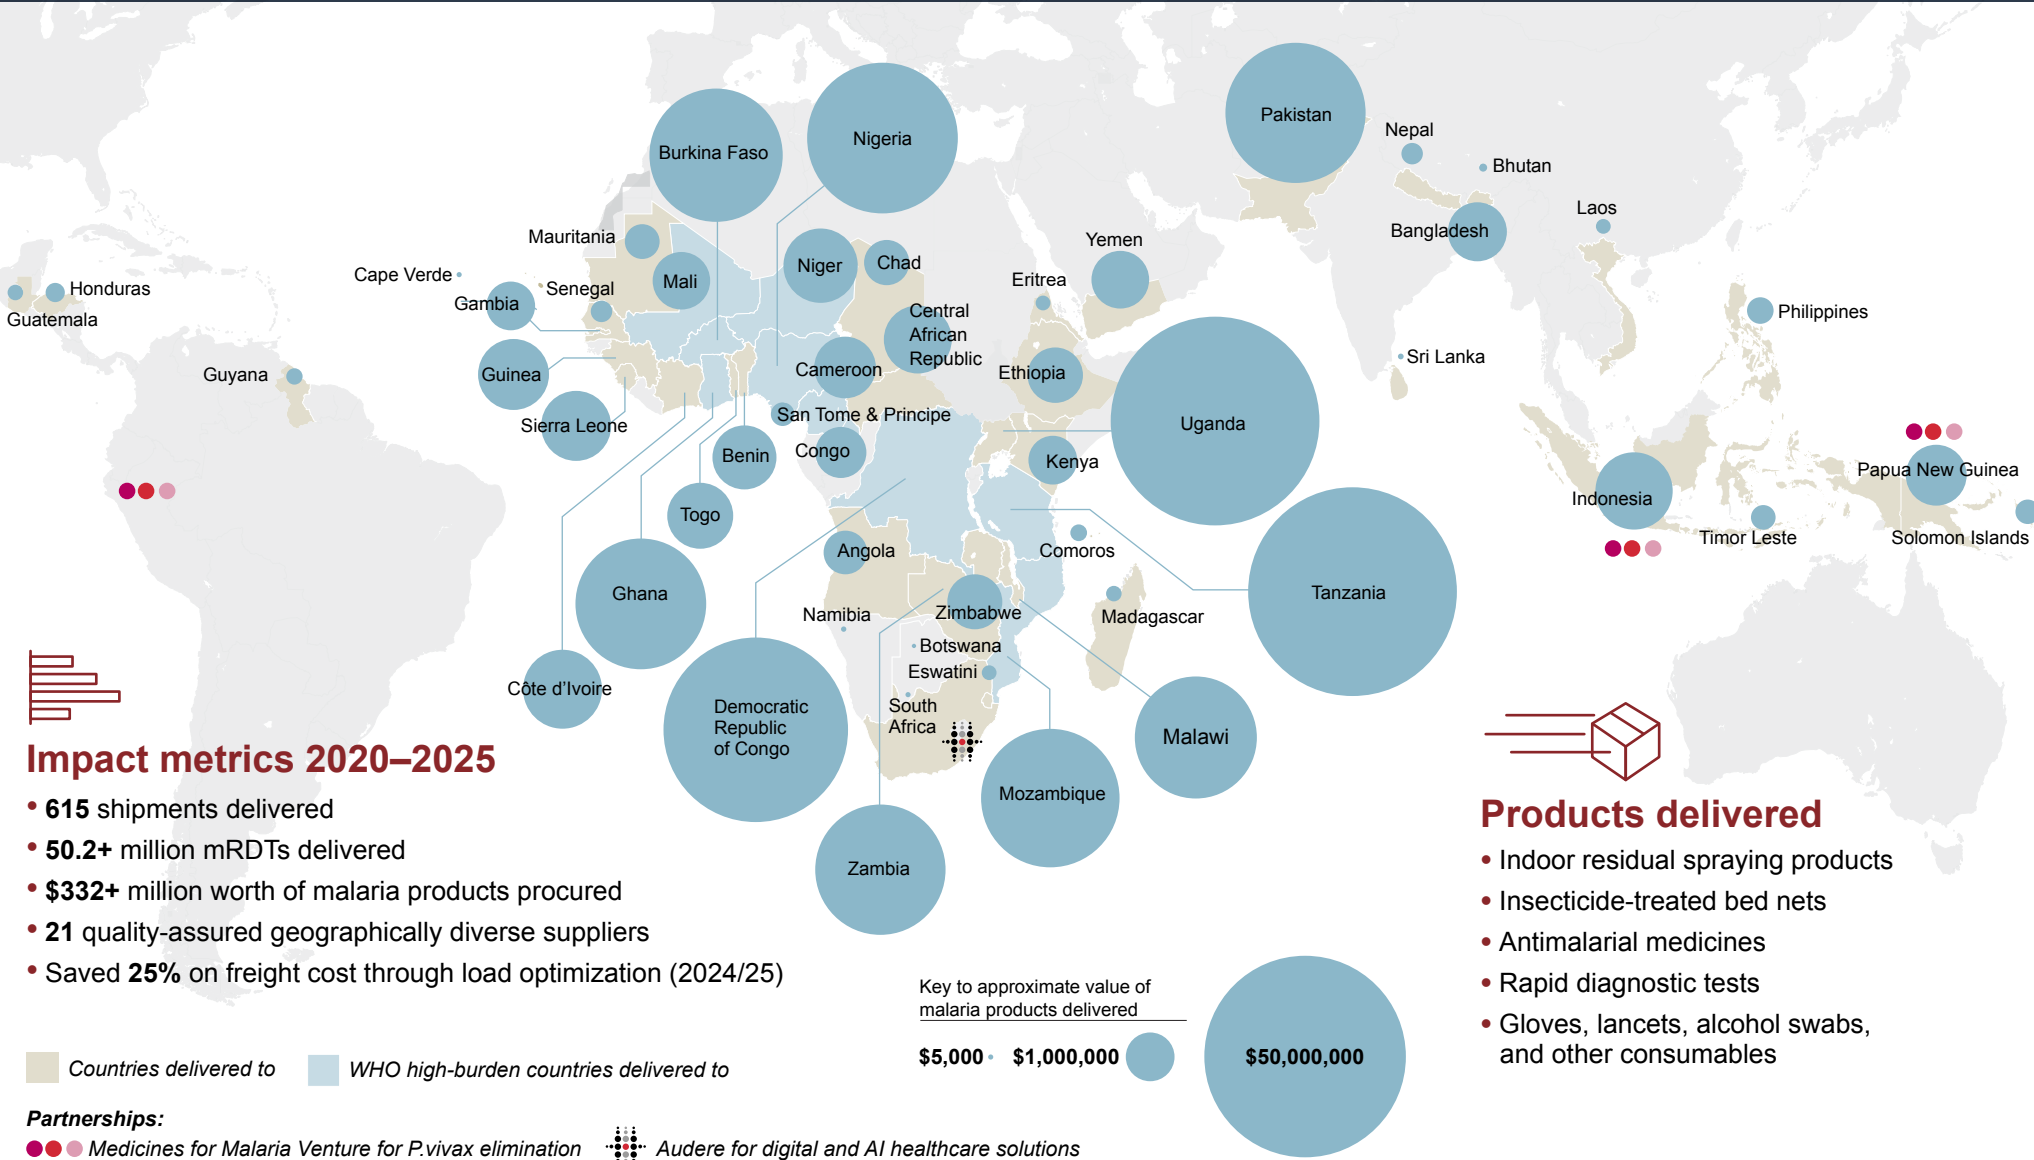 Pakistan
Nepal
Bhutan
Burkina Faso
Nigeria
Laos
Bangladesh
Mauritania
Yemen
Cape Verde
Mali
Niger
Chad
Eritrea
Honduras
Gambia
Senegal
Guatemala
Central
African
Republic
Philippines
Sri Lanka
Guyana
Guinea
Cameroon
Ethiopia
Sierra Leone
San Tome & Principe
Uganda
Benin
Congo
Kenya
Papua New Guinea
Indonesia
Togo
Timor Leste
Solomon Islands
Angola
Comoros
Ghana
Namibia
Zimbabwe
Madagascar
Tanzania
Botswana
Eswatini
Côte d’Ivoire
Democratic
Republic
of Congo
South
Africa
Malawi
Mozambique
Zambia
Impact metrics 2020–2025
• 615 shipments delivered
• 50.2+ million mRDTs delivered
• $332+ million worth of malaria products procured
• 21 quality-assured geographically diverse suppliers
• Saved 25% on freight cost through load optimization (2024/25)
Products delivered
• Indoor residual spraying products
• Insecticide-treated bed nets
• Antimalarial medicines
• Rapid diagnostic tests
• Gloves, lancets, alcohol swabs,
and other consumables
Key to approximate value of
malaria products delivered
$5,000 $1,000,000 $50,000,000
Countries delivered to WHO high-burden countries delivered to
Partnerships:
Medicines for Malaria Venture for P.vivax elimination Audere for digital and AI healthcare solutions